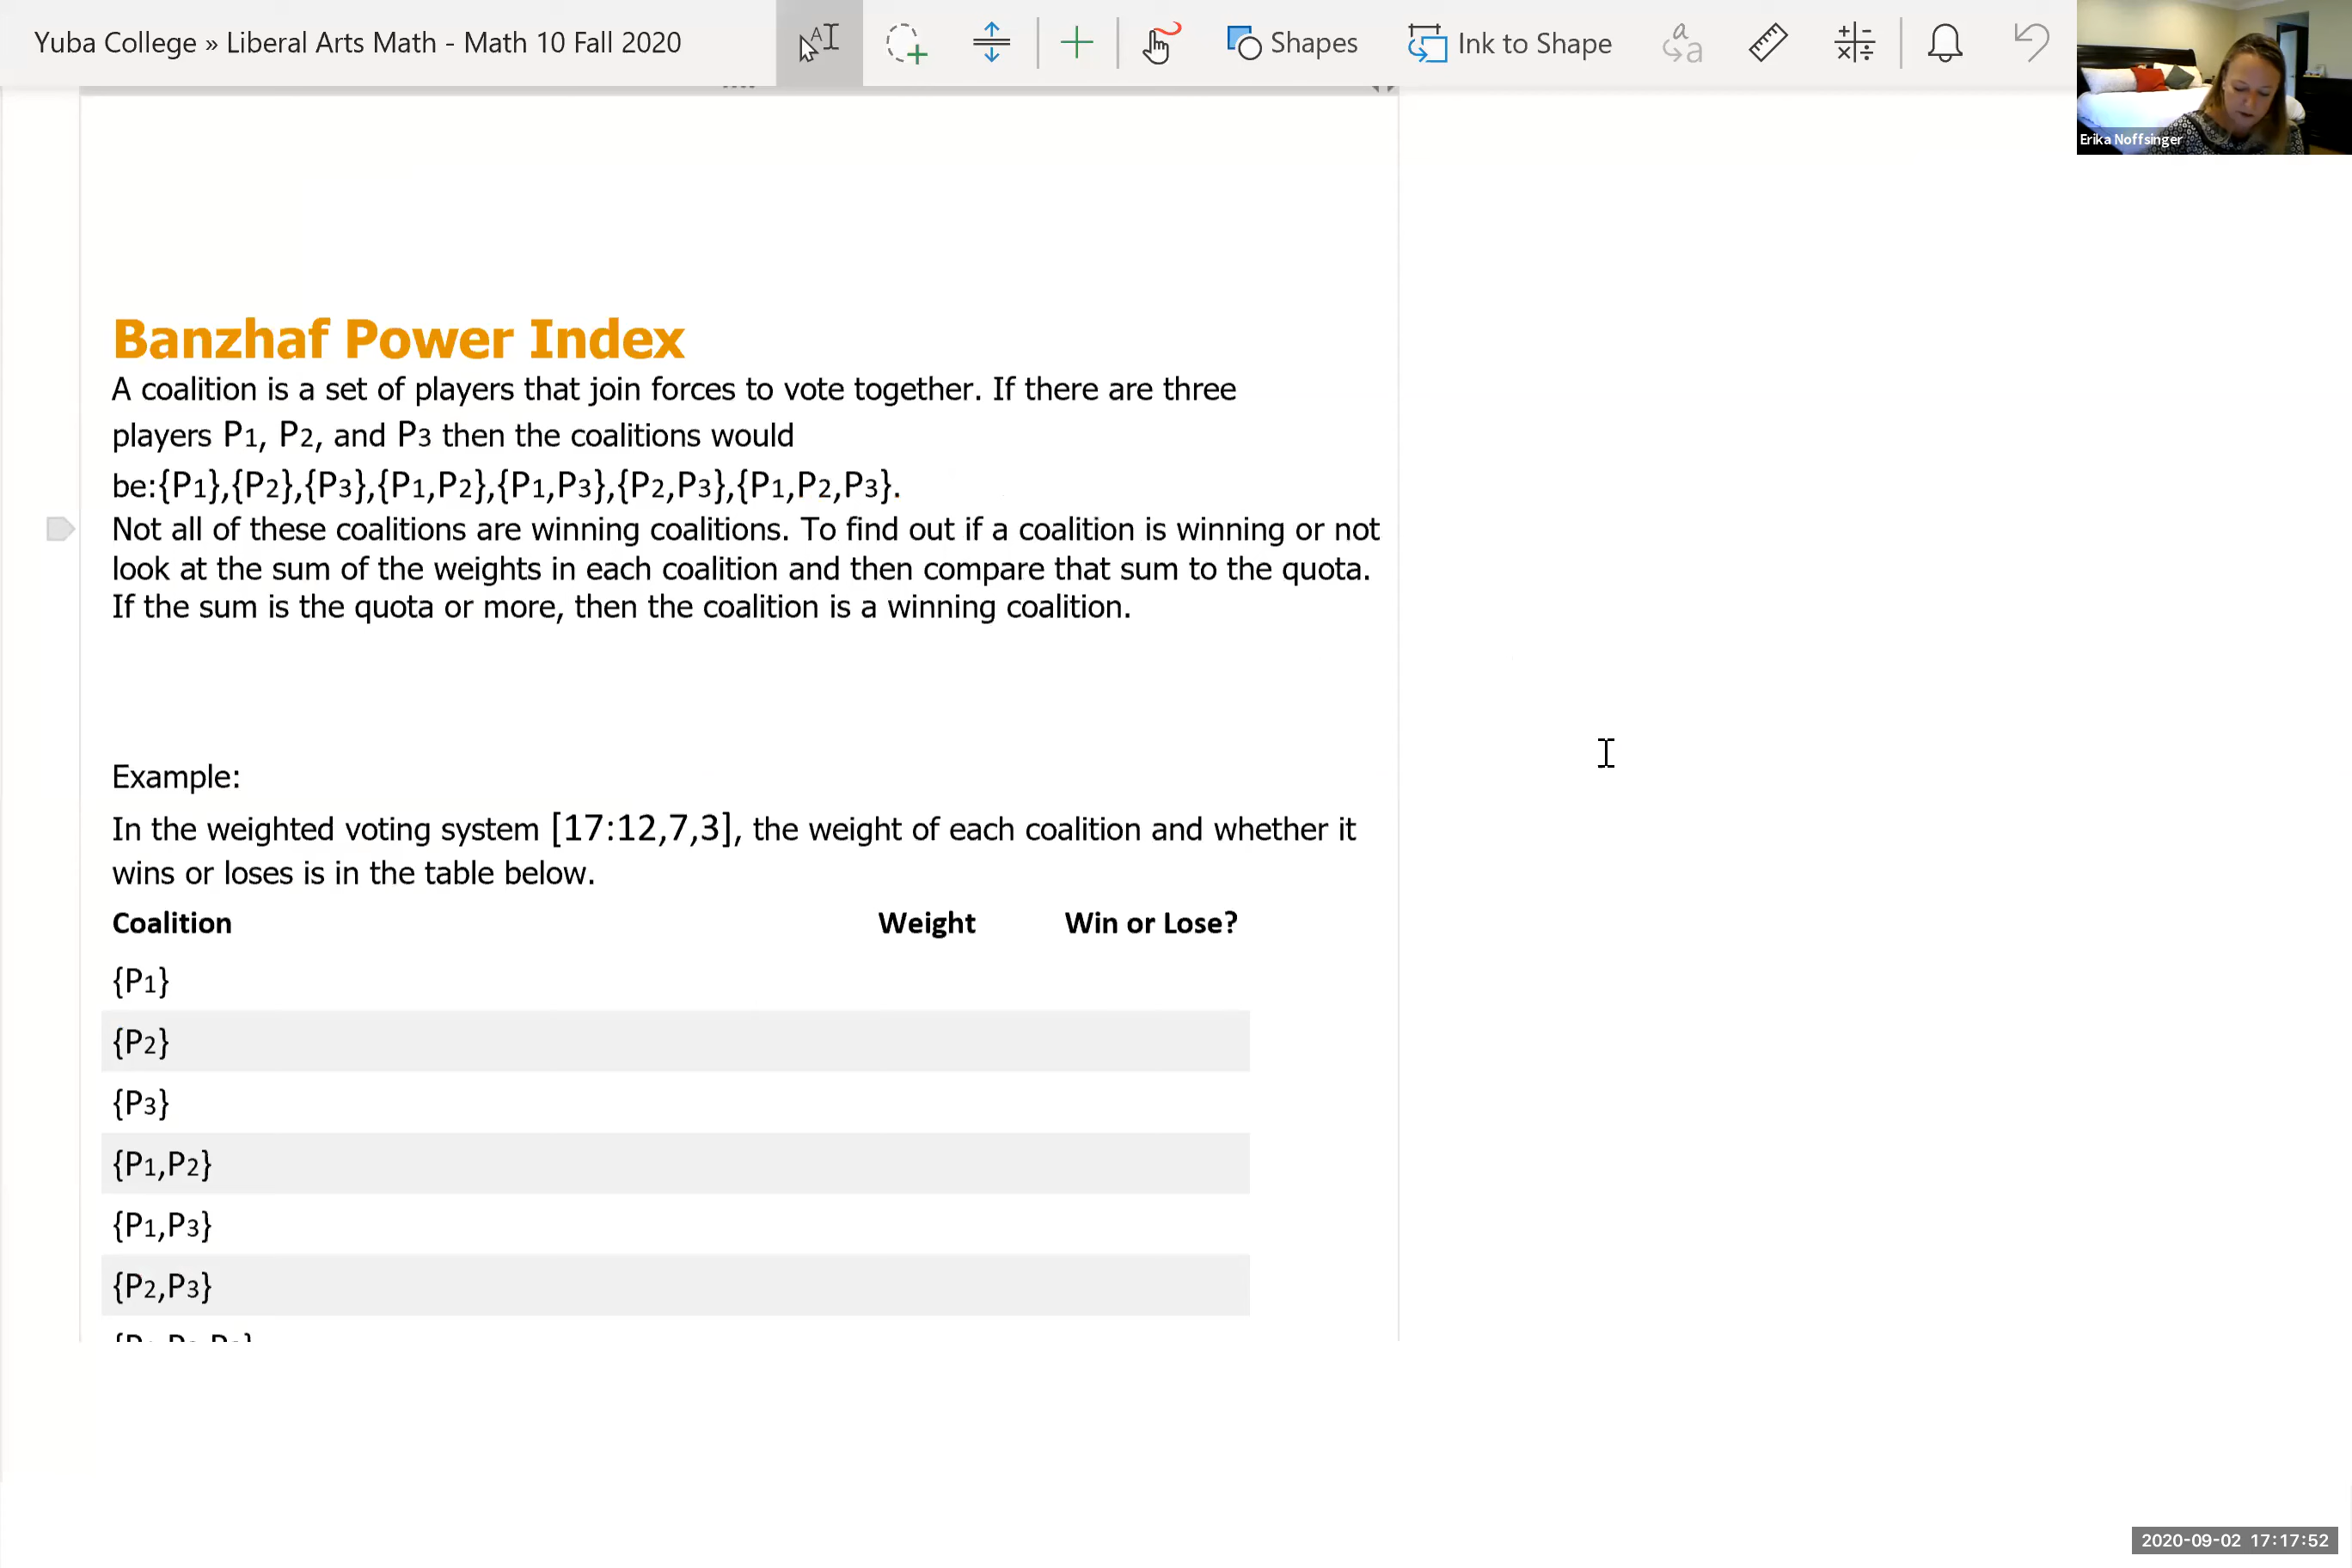 Yuba College » Liberal Arts Math - Math 10 Fall 2020
Shapes
Ink to Shape
Erika Noffsinger
Banzhaf Power Index
A coalition is a set of players that join forces to vote together. If there are three
players P1, P2, and P3 then the coalitions would
be:{P1},{P2},{P3},{P1,P2},{P1,P3},{P2,P3},{P1,P2,P3}.
Not all of these coalitions are winning coalitions. To find out if a coalition is winning or not
look at the sum of the weights in each coalition and then compare that sum to the quota.
If the sum is the quota or more, then the coalition is a winning coalition.
Example:
In the weighted voting system [17:12,7,3], the weight of each coalition and whether it
wins or loses is in the table below.
Coalition Weight Win or Lose?
{P1}
{P2}
{P3}
{P1,P2}
{P1,P3}
{P2,P3}
2020-09-02 17:17:52